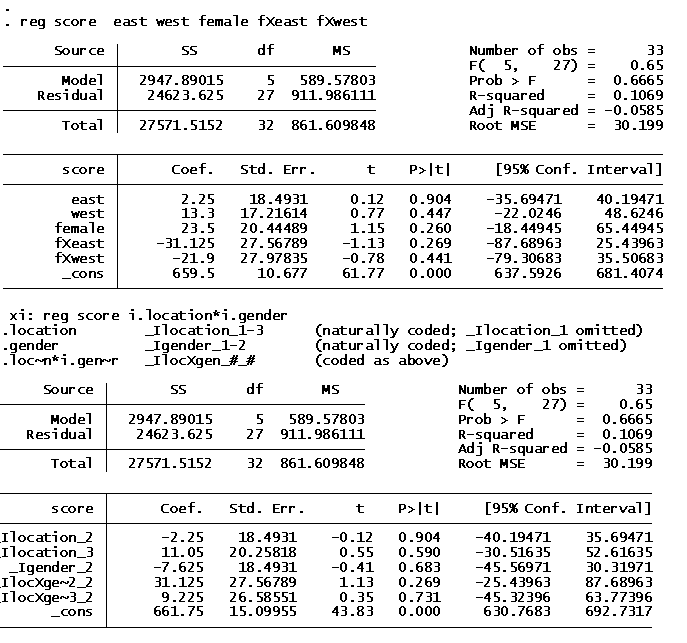 .
. reg score east west female fXeast fXwest
Source SS df MS Number of obs = 33
F( 5, 27) = 0.65
Model 2947.89015 5 589.57803 Prob > F = 0.6665
Residual 24623.625 27 911.986111 R-squared = 0.1069
Adj R-squared = -0.0585
Total 27571.5152 32 861.609848 Root MSE = 30.199
score Coef. Std. Err. t P>|t| [95% Conf. Interval]
east 2.25 18.4931 0.12 0.904 -35.69471 40.19471
west 13.3 17.21614 0.77 0.447 -22.0246 48.6246
female 23.5 20.44489 1.15 0.260 -18.44945 65.44945
fXeast -31.125 27.56789 -1.13 0.269 -87.68963 25.43963
fXwest -21.9 27.97835 -0.78 0.441 -79.30683 35.50683
_cons 659.5 10.677 61.77 0.000 637.5926 681.4074
xi: reg score i.location*i.gender
.location _Ilocation_1-3 (naturally coded; _Ilocation_1 omitted)
.gender _Igender_1-2 (naturally coded; _Igender_1 omitted)
.loc~n*i.gen~r _IlocXgen_#_# (coded as above)
Source SS df MS Number of obs = 33
F( 5, 27) = 0.65
Model 2947.89015 5 589.57803 Prob > F = 0.6665
Residual 24623.625 27 911.986111 R-squared = 0.1069
Adj R-squared = -0.0585
Total 27571.5152 32 861.609848 Root MSE = 30.199
score Coef. Std. Err. t P>|t| [95% Conf. Interval]
_Ilocation_2 -2.25 18.4931 -0.12 0.904 -40.19471 35.69471
_Ilocation_3 11.05 20.25818 0.55 0.590 -30.51635 52.61635
_Igender_2 -7.625 18.4931 -0.41 0.683 -45.56971 30.31971
_IlocXge~2_2 31.125 27.56789 1.13 0.269 -25.43963 87.68963
_IlocXge~3_2 9.225 26.58551 0.35 0.731 -45.32396 63.77396
_cons 661.75 15.09955 43.83 0.000 630.7683 692.7317